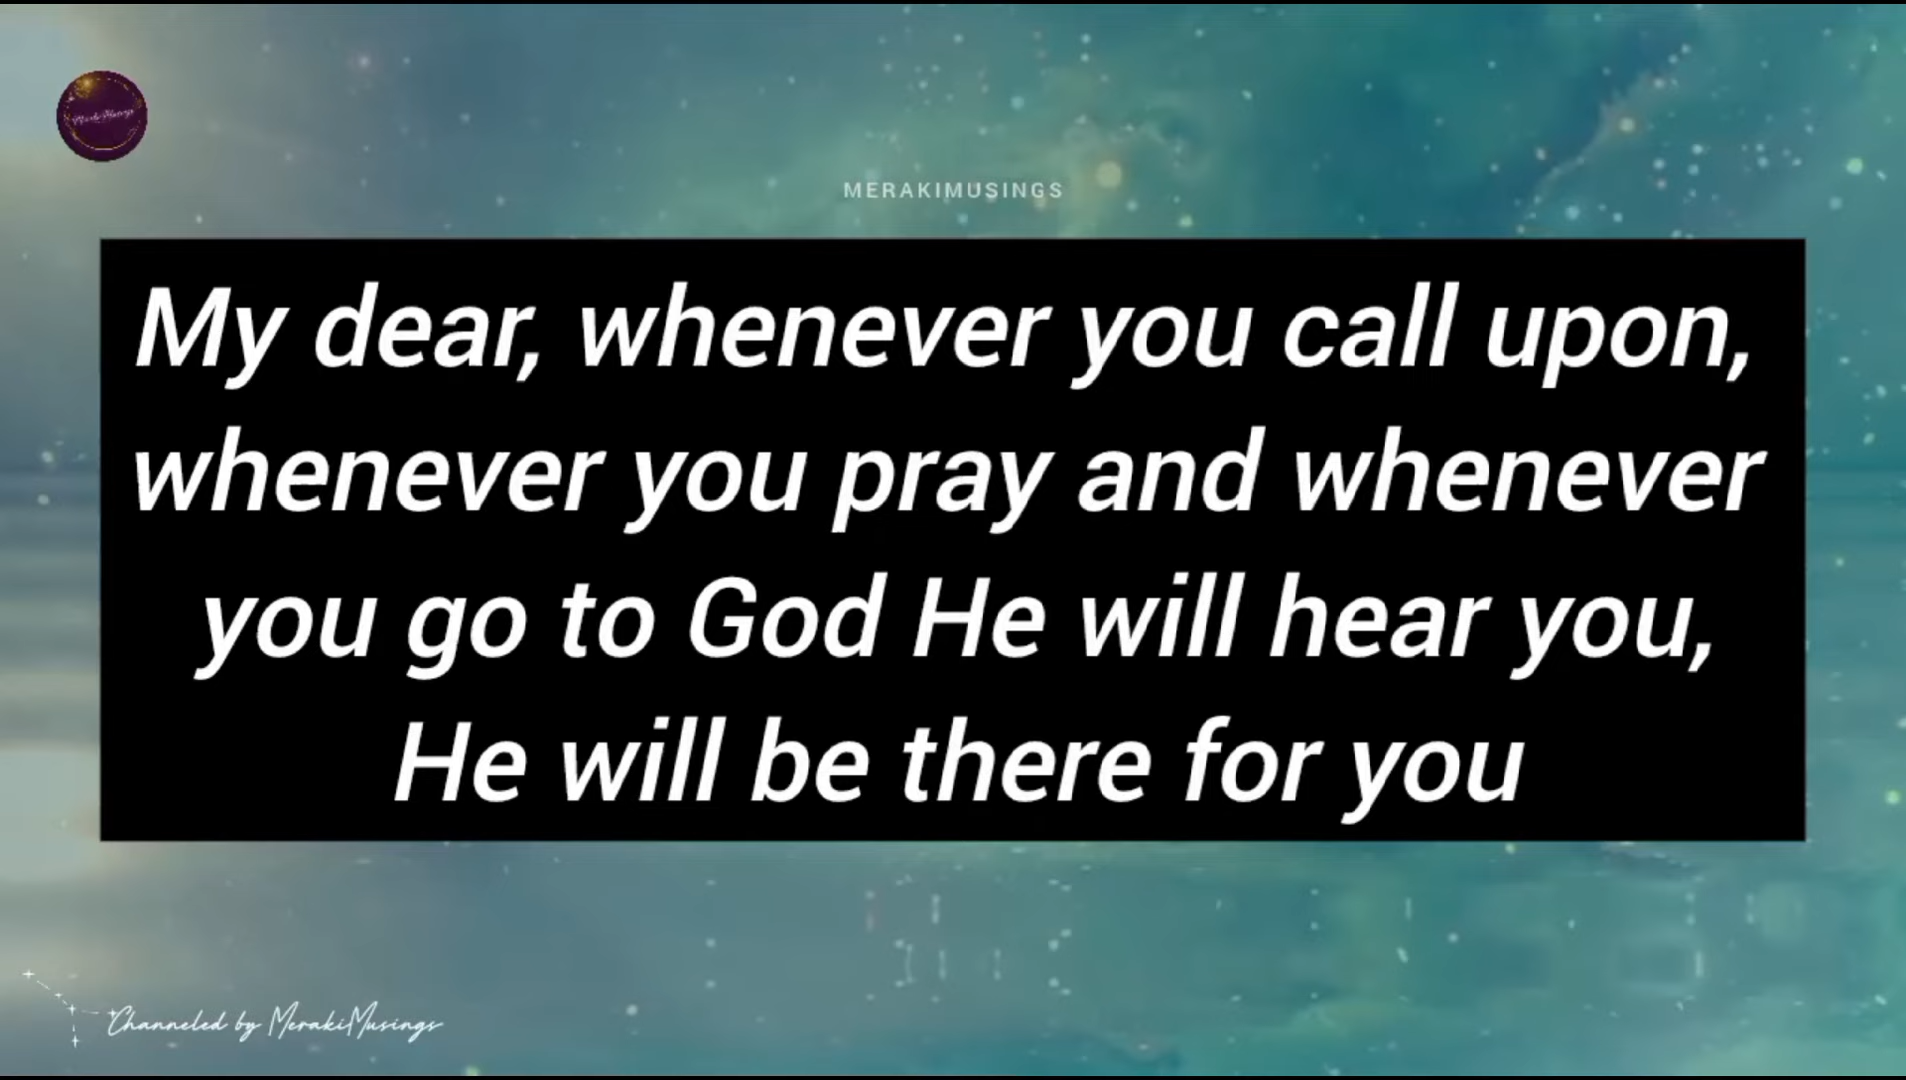 MERAKIMUSINGS
My dear, whenever you call upon,
whenever you pray and whenever
you go to God He will hear you,
He will be there for you
Channeled by MerakiMusings